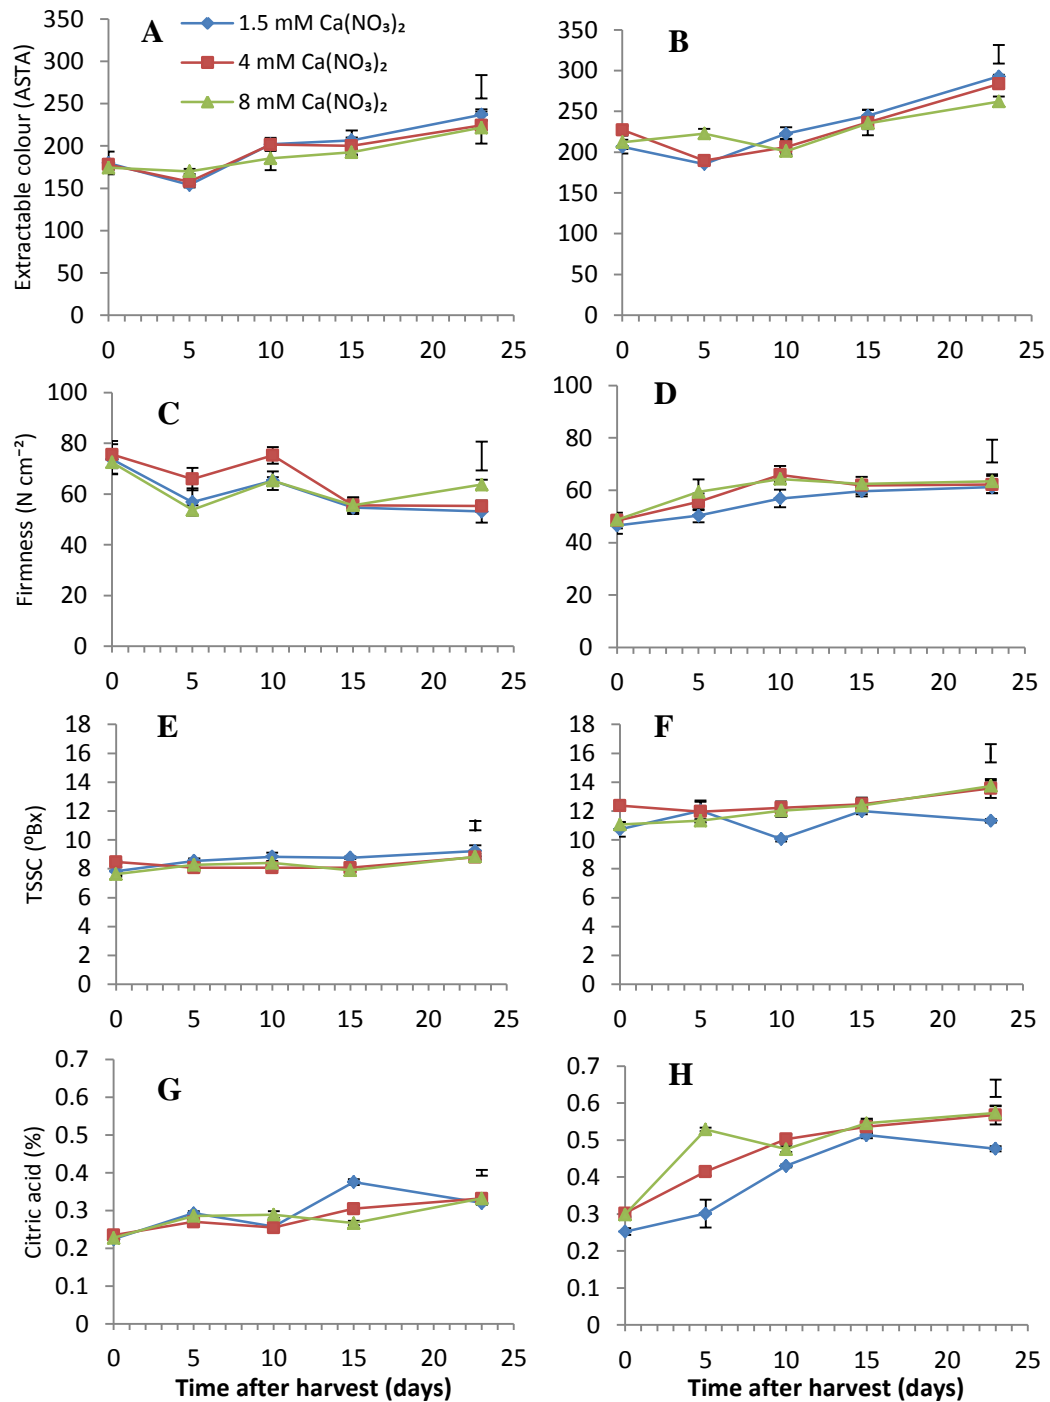 A
1.5 mM Ca(NO₃)₂
4 mM Ca(NO₃)₂
8 mM Ca(NO₃)₂
Extractable colour (ASTA)
350
300
250
200
150
100
50
0
0 5 10 15 20 25
B
350
300
250
200
150
100
50
0
0 5 10 15 20 25
C
Firmness (N cm⁻²)
100
80
60
40
20
0
0 5 10 15 20 25
D
100
80
60
40
20
0
0 5 10 15 20 25
E
TSSC (⁰Bx)
18
16
14
12
10
8
6
4
2
0
0 5 10 15 20 25
F
18
16
14
12
10
8
6
4
2
0
0 5 10 15 20 25
G
Citric acid (%)
0.7
0.6
0.5
0.4
0.3
0.2
0.1
0
0 5 10 15 20 25
Time after harvest (days)
H
0.7
0.6
0.5
0.4
0.3
0.2
0.1
0
0 5 10 15 20 25
Time after harvest (days)